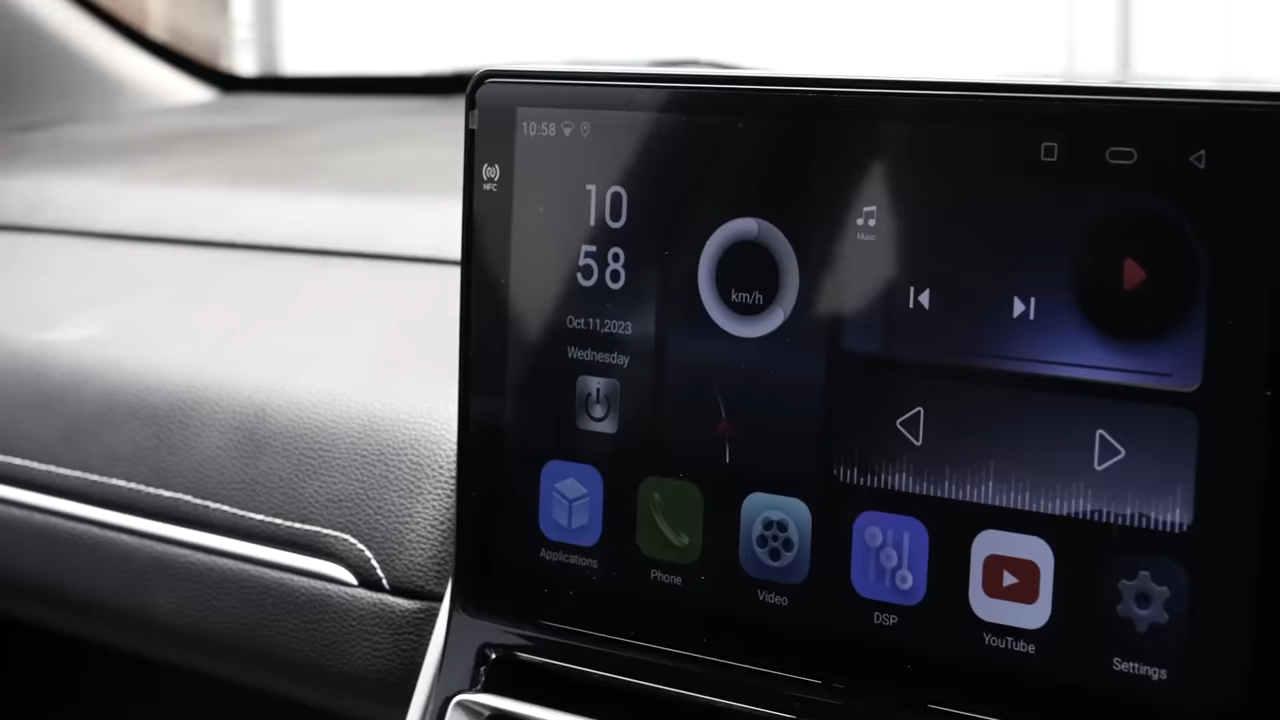 10:58
NFC
10
58
Oct.11,2023
Wednesday
km/h
Music
Applications
Phone
Video
DSP
YouTube
Settings